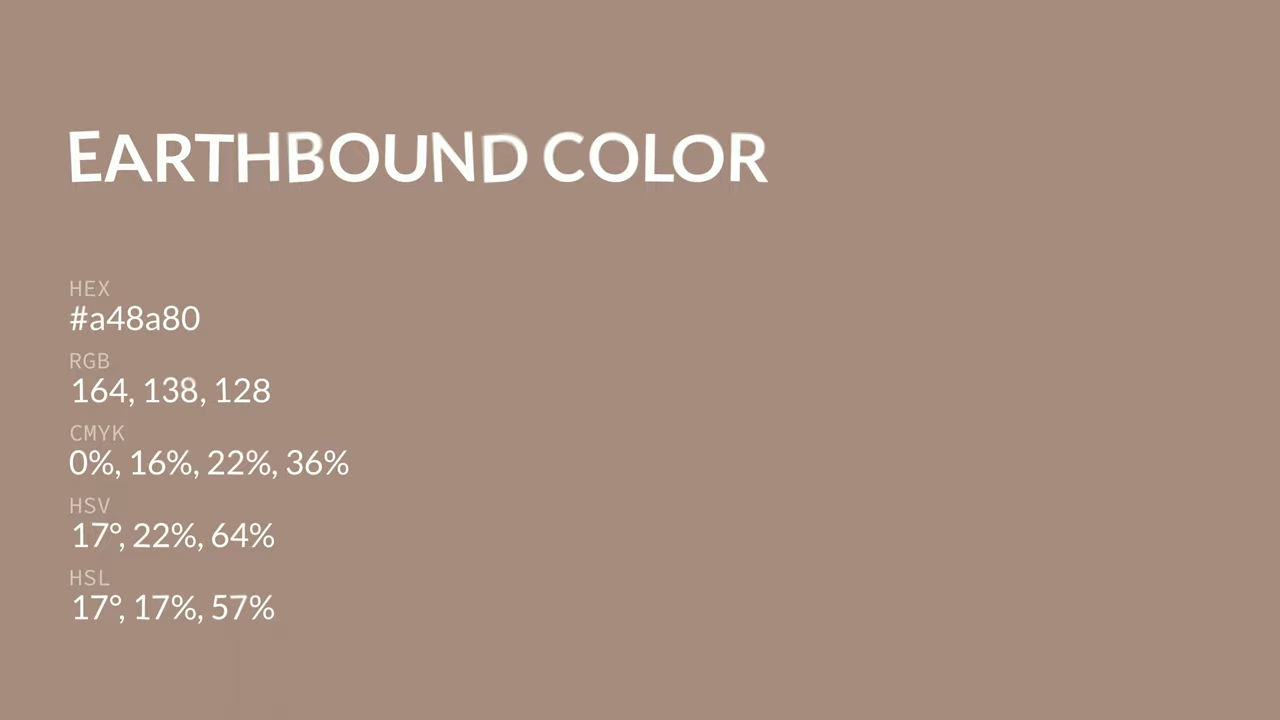 EARTHBOUND COLOR
HEX
#a48a80
RGB
164, 138, 128
CMYK
0%, 16%, 22%, 36%
HSV
17°, 22%, 64%
HSL
17°, 17%, 57%